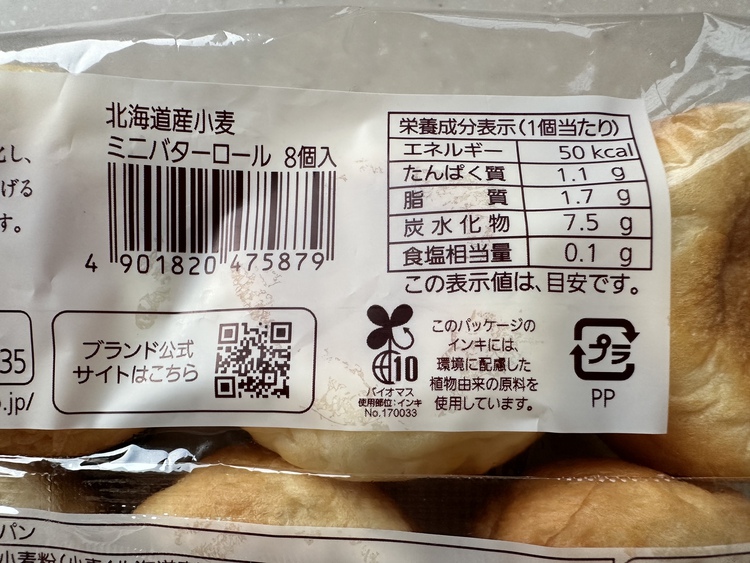 北海道産小麦
ミニバターロール 8個入
4 901820 475879
栄養成分表示(1個当たり)
エネルギー 50 kcal
たんぱく質 1.1 g
脂質 1.7 g
炭水化物 7.5 g
食塩相当量 0.1 g
この表示値は、目安です。
し、
げる
す。
35
.jp/
ブランド公式
サイトはこちら
10
バイオマス
使用部位:インキ
No.170033
このパッケージの
インキには、
環境に配慮した
植物由来の原料を
使用しています。
プラ
PP
パン
小麦粉